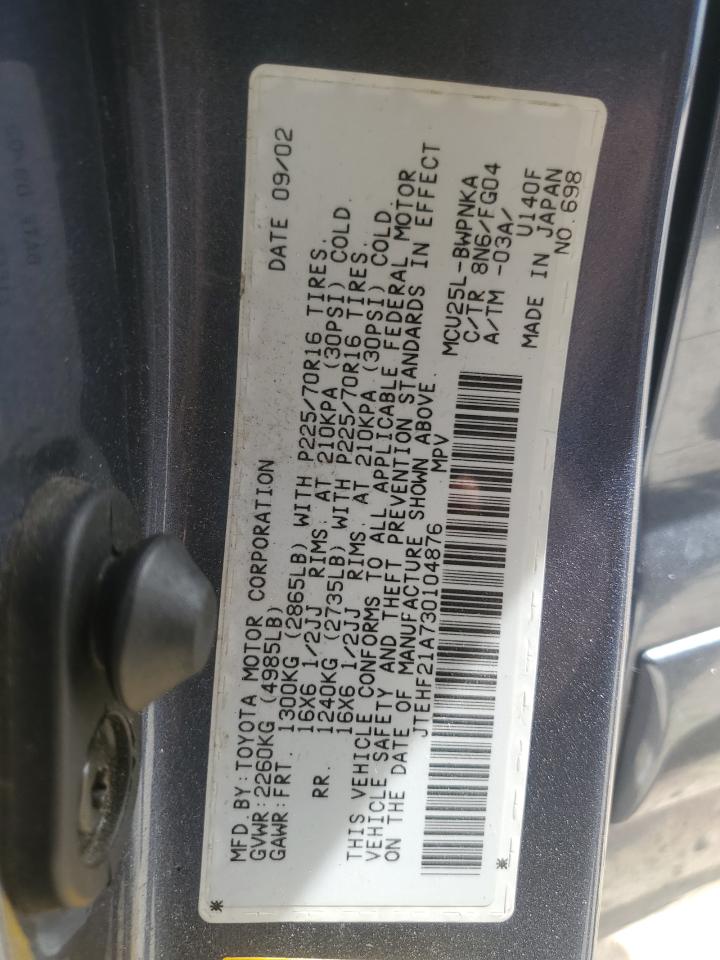 MFD.BY:TOYOTA MOTOR CORPORATION DATE 09/02
GVWR:2260KG(4985LB)
GAWR:FRT. 1300KG (2865LB) WITH P225/70R16 TIRES.
16X6 1/2JJ RIMS. AT 210KPA (30PSI) COLD.
RR. 1240KG (2735LB) WITH P225/70R16 TIRES.
16X6 1/2JJ RIMS. AT 210KPA (30PSI) COLD.
THIS VEHICLE CONFORMS TO ALL APPLICABLE FEDERAL MOTOR
VEHICLE SAFETY AND THEFT PREVENTION STANDARDS IN EFFECT
ON THE DATE OF MANUFACTURE SHOWN ABOVE.
JTEHF21A730104876 MPV
MCU25L-BWPNKA
C/TR 8N6/FG04
A/TM -03A/
U140F
MADE IN JAPAN
NO.698